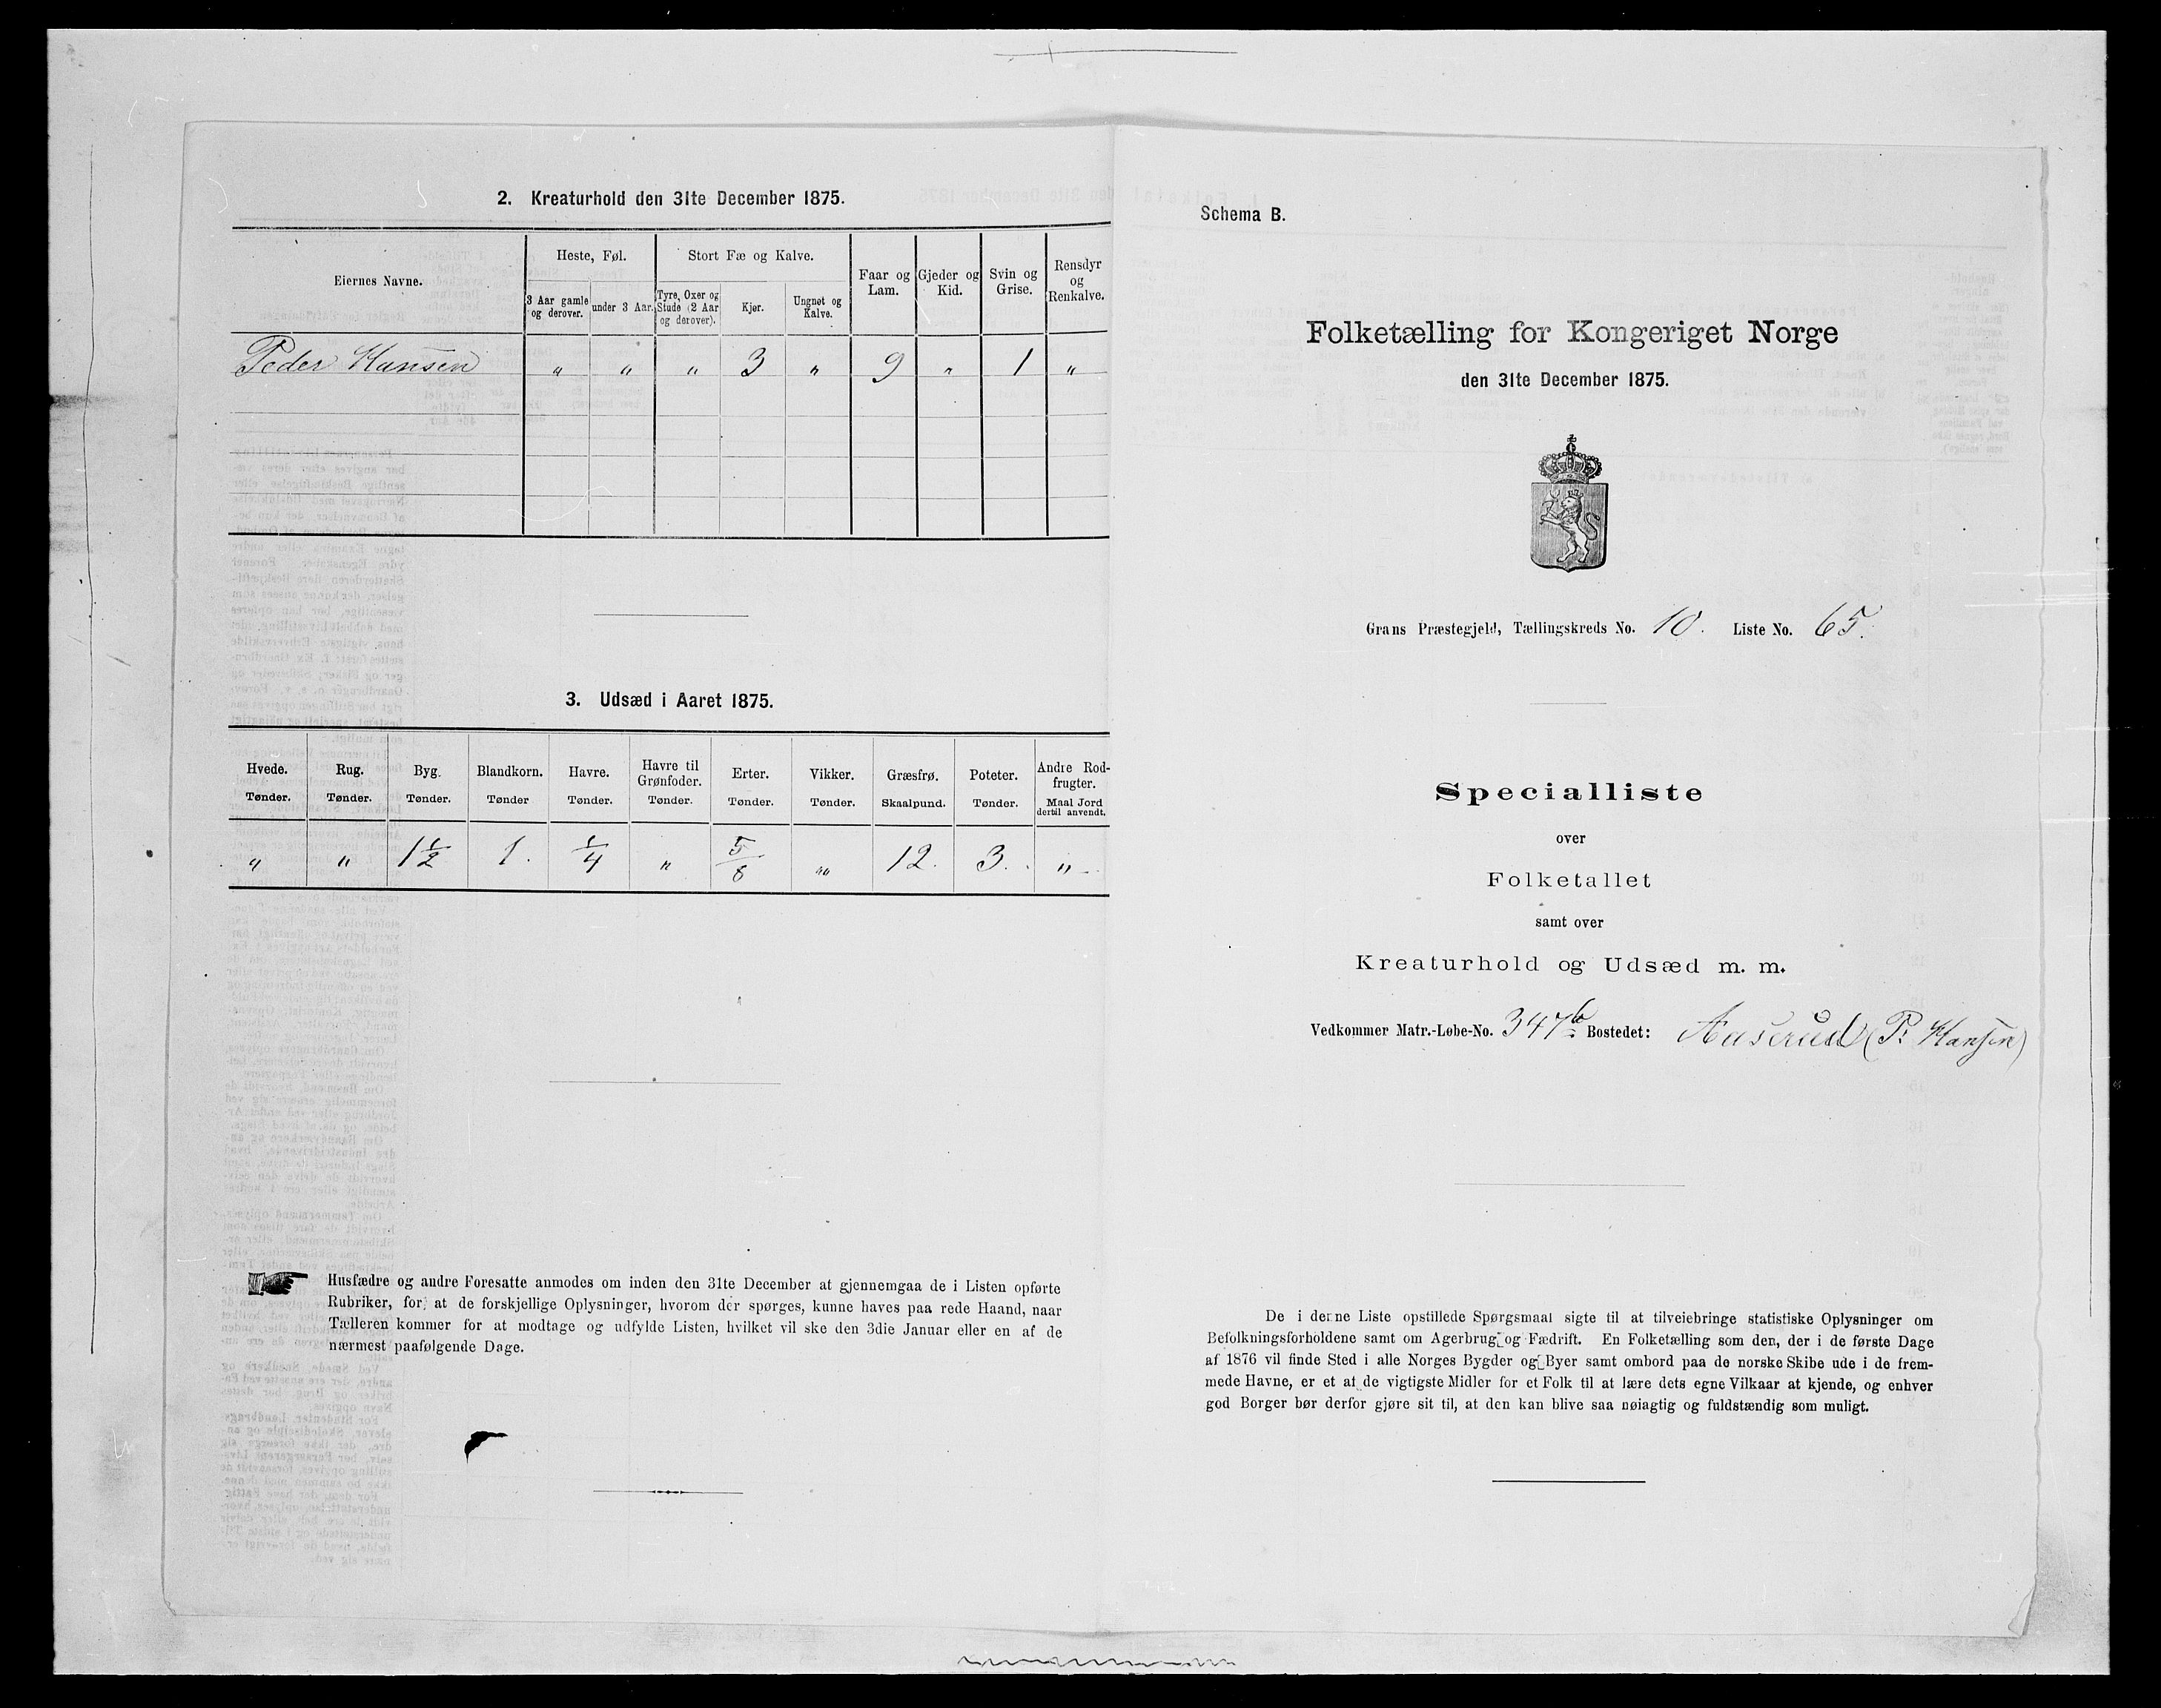 2. Kreaturhold den 31te December 1875.
Eiernes Navne.
Heste, Føl.
Stort Fæ og Kalve.
Faar og Lam.
Gjeder og Kid.
Svin og Grise.
Rensdyr og Renkalve.
3 Aar gamle og derover.
under 3 Aar.
Tyre, Oxer og Stude (2 Aar og derover).
Kjør.
Ungnøt og Kalve.
Peder Hansen " " " 3 " 9 " 1 "
3. Udsæd i Aaret 1875.
Hvede. Rug. Byg. Blandkorn. Havre. Havre til Grønfoder. Erter. Vikker. Græsfrø. Poteter. Andre Rodfrugter.
Tønder. Tønder. Tønder. Tønder Tønder. Tønder. Tønder. Tønder. Skaalpund. Tønder. Maal Jord dertil anvendt.
" " 1 1/2 1. 1/4 " 5/8 " 12. 3. "
Husfædre og andre Foresatte anmodes om inden den 31te December at gjennemgaa de i Listen opførte
Rubriker, for at de forskjellige Oplysninger, hvorom der spørges, kunne haves paa rede Haand, naar
Tælleren kommer for at modtage og udfylde Listen, hvilket vil ske den 3die Januar eller en af de
nærmest paafølgende Dage.
Schema B.
Folketælling for Kongeriget Norge
den 31te December 1875.
Grans Præstegjeld, Tællingskreds No. 10. Liste No. 65.
Specialliste
over
Folketallet
samt over
Kreaturhold og Udsæd m. m.
Vedkommer Matr.-Løbe-No. 347b Bostedet: Aaserud (P. Hansen)
De i denne Liste opstillede Spørgsmaal sigte til at tilveiebringe statistiske Oplysninger om
Befolkningsforholdene samt om Agerbrug og Fædrift. En Folketælling som den, der i de første Dage
af 1876 vil finde Sted i alle Norges Bygder og Byer samt ombord paa de norske Skibe ude i de frem-
mede Havne, er et af de vigtigste Midler for et Folk til at lære dets egne Vilkaar at kjende, og enhver
god Borger bør derfor gjøre sit til, at den kan blive saa nøiagtig og fuldstændig som muligt.